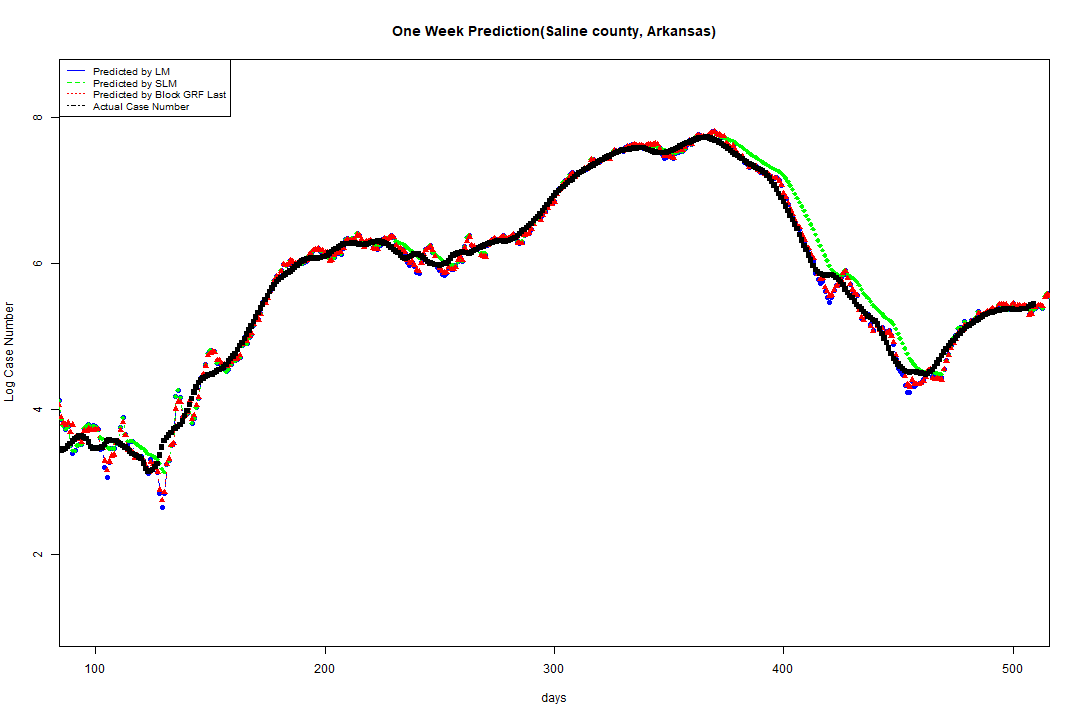 One Week Prediction(Saline county, Arkansas)
Predicted by LM
Predicted by SLM
Predicted by Block GRF Last
Actual Case Number
8
6
4
2
Log Case Number
100 200 300 400 500
days